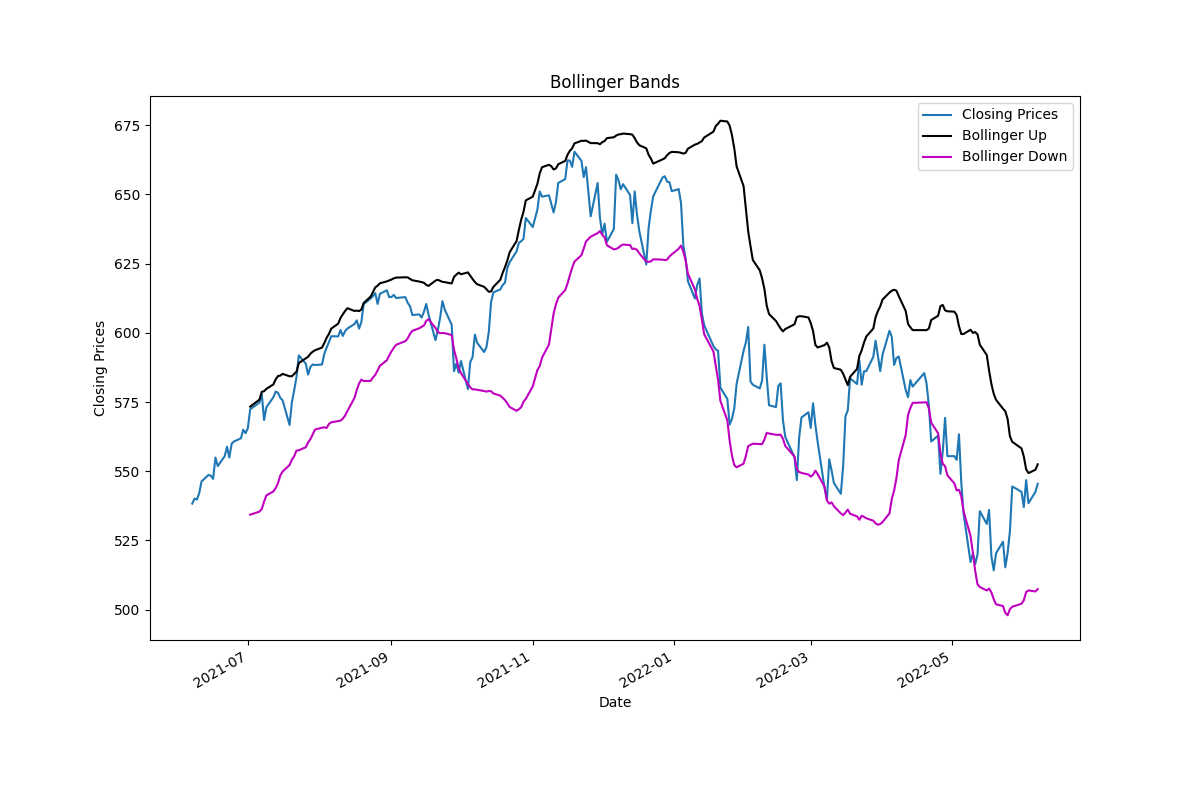 Bollinger Bands
Closing Prices
Bollinger Up
Bollinger Down
Closing Prices
675
650
625
600
575
550
525
500
2021-07
2021-09
2021-11
2022-01
2022-03
2022-05
Date